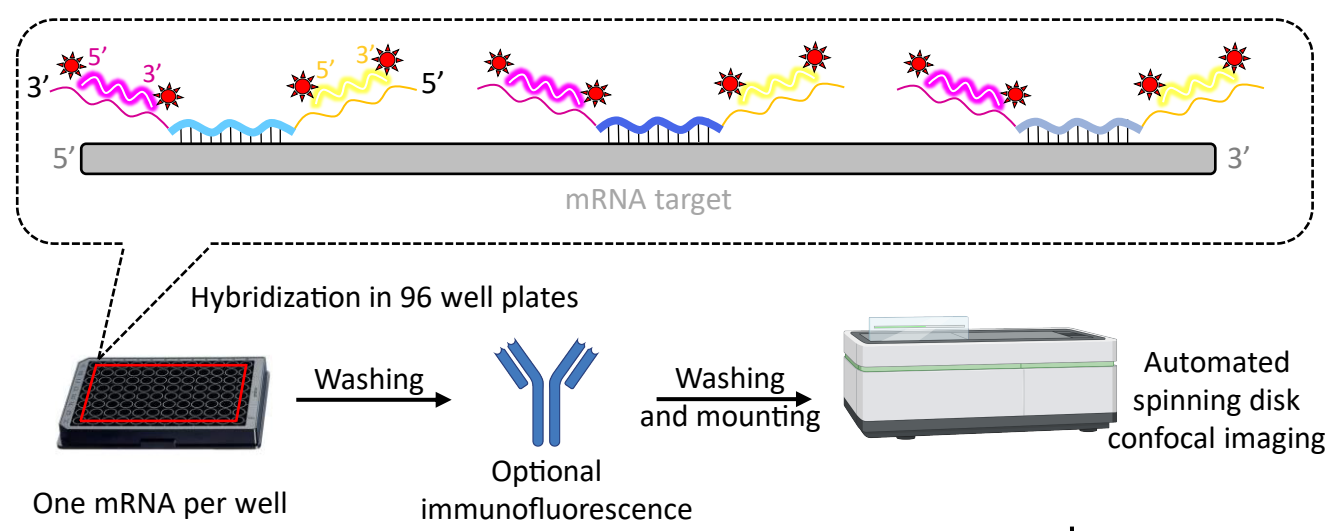 3’
5’
3’
5’
3’
5’
5’
3’
mRNA target
Hybridization in 96 well plates
Washing
Washing
and mounting
Automated
spinning disk
confocal imaging
Optional
immunofluorescence
One mRNA per well